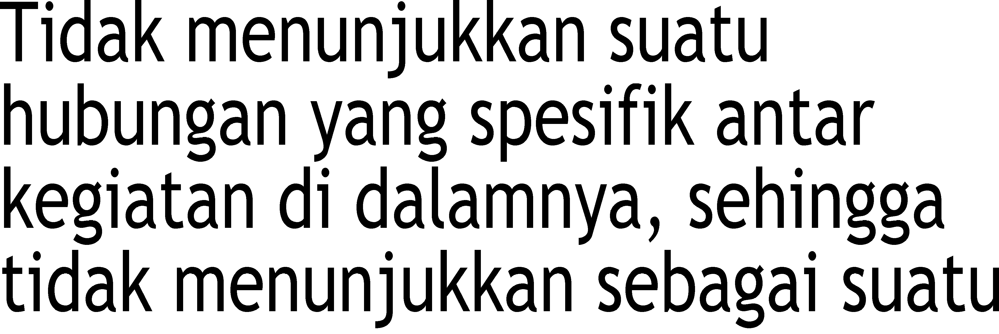 Tidak menunjukkan suatu
hubungan yang spesifik antar
kegiatan di dalamnya, sehingga
tidak menunjukkan sebagai suatu